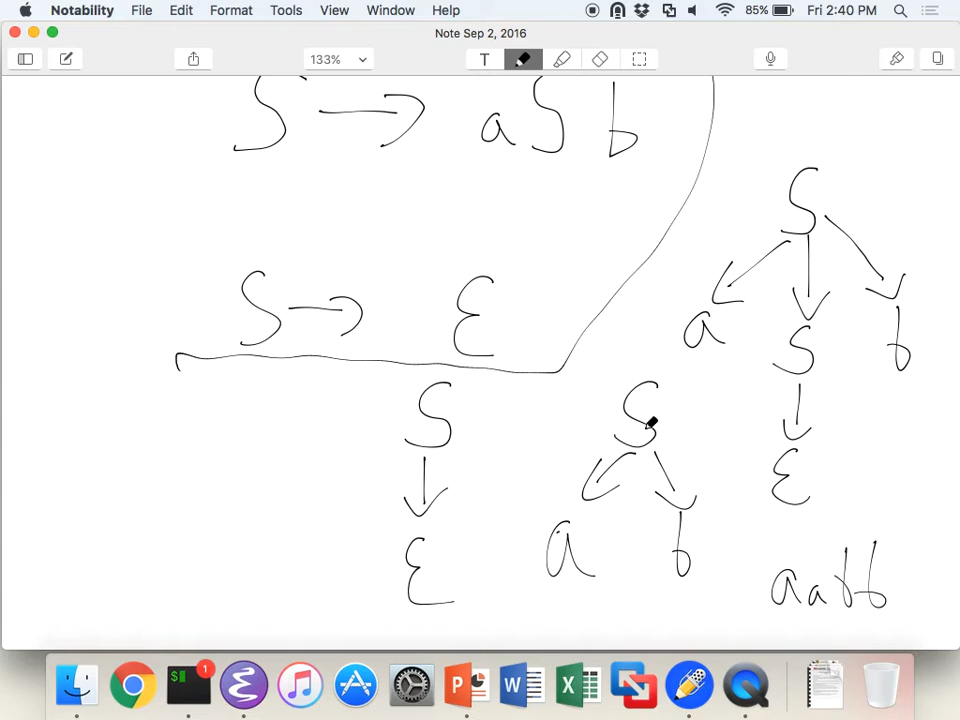 Notability File Edit Format Tools View Window Help 85% Fri 2:40 PM
Note Sep 2, 2016
133% T
S → a S b
S → ε
S
a S b
ε
S
ε
S
a b
aabb
$ 1
P W X